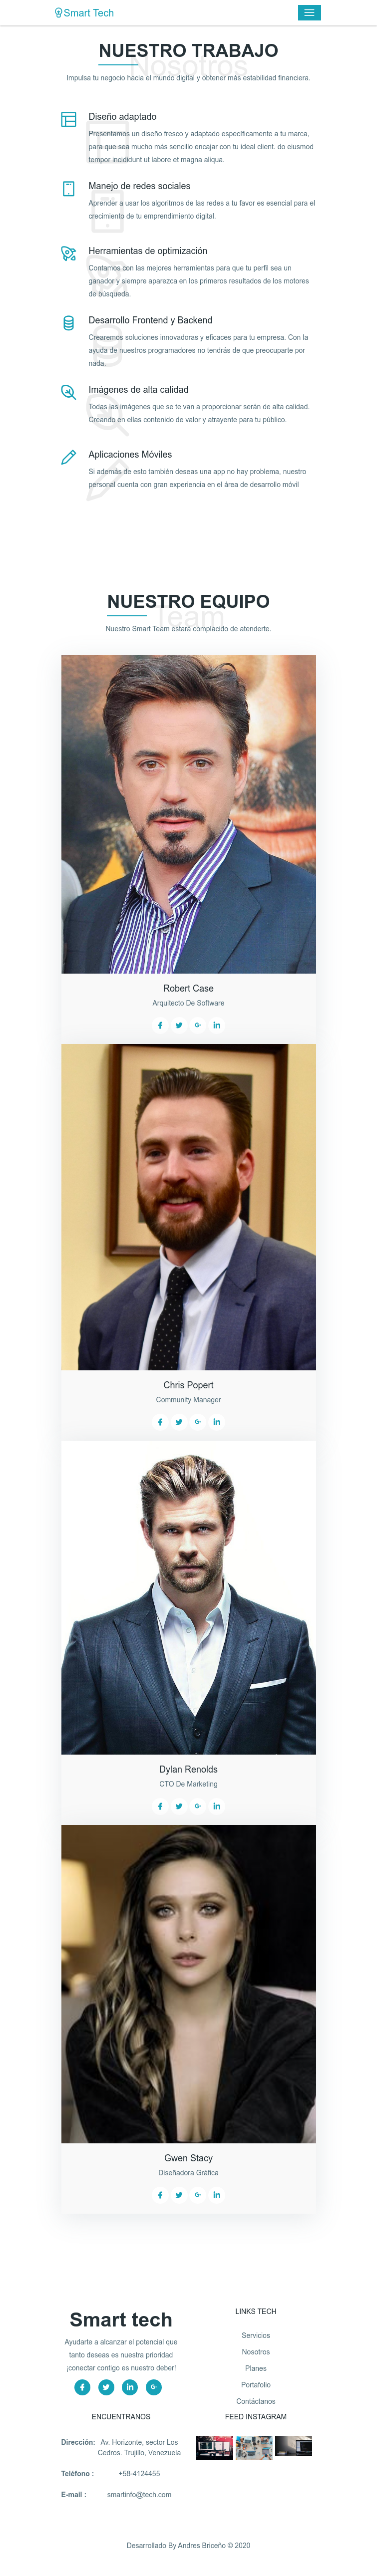 Smart Tech
Nosotros
NUESTRO TRABAJO
Impulsa tu negocio hacia el mundo digital y obtener más estabilidad financiera.
Diseño adaptado
Presentamos un diseño fresco y adaptado específicamente a tu marca,
para que sea mucho más sencillo encajar con tu ideal client. do eiusmod
tempor incididunt ut labore et magna aliqua.
Manejo de redes sociales
Aprender a usar los algoritmos de las redes a tu favor es esencial para el
crecimiento de tu emprendimiento digital.
Herramientas de optimización
Contamos con las mejores herramientas para que tu perfil sea un
ganador y siempre aparezca en los primeros resultados de los motores
de búsqueda.
Desarrollo Frontend y Backend
Crearemos soluciones innovadoras y eficaces para tu empresa. Con la
ayuda de nuestros programadores no tendrás de que preocuparte por
nada.
Imágenes de alta calidad
Todas las imágenes que se te van a proporcionar serán de alta calidad.
Creando en ellas contenido de valor y atrayente para tu público.
Aplicaciones Móviles
Si además de esto también deseas una app no hay problema, nuestro
personal cuenta con gran experiencia en el área de desarrollo móvil
Team
NUESTRO EQUIPO
Nuestro Smart Team estará complacido de atenderte.
Robert Case
Arquitecto De Software
Chris Popert
Community Manager
Dylan Renolds
CTO De Marketing
Gwen Stacy
Diseñadora Gráfica
Smart tech
Ayudarte a alcanzar el potencial que
tanto deseas es nuestra prioridad
¡conectar contigo es nuestro deber!
LINKS TECH
Servicios
Nosotros
Planes
Portafolio
Contáctanos
ENCUENTRANOS
Dirección: Av. Horizonte, sector Los
Cedros. Trujillo, Venezuela
Teléfono : +58-4124455
E-mail : smartinfo@tech.com
FEED INSTAGRAM
Desarrollado By Andres Briceño © 2020